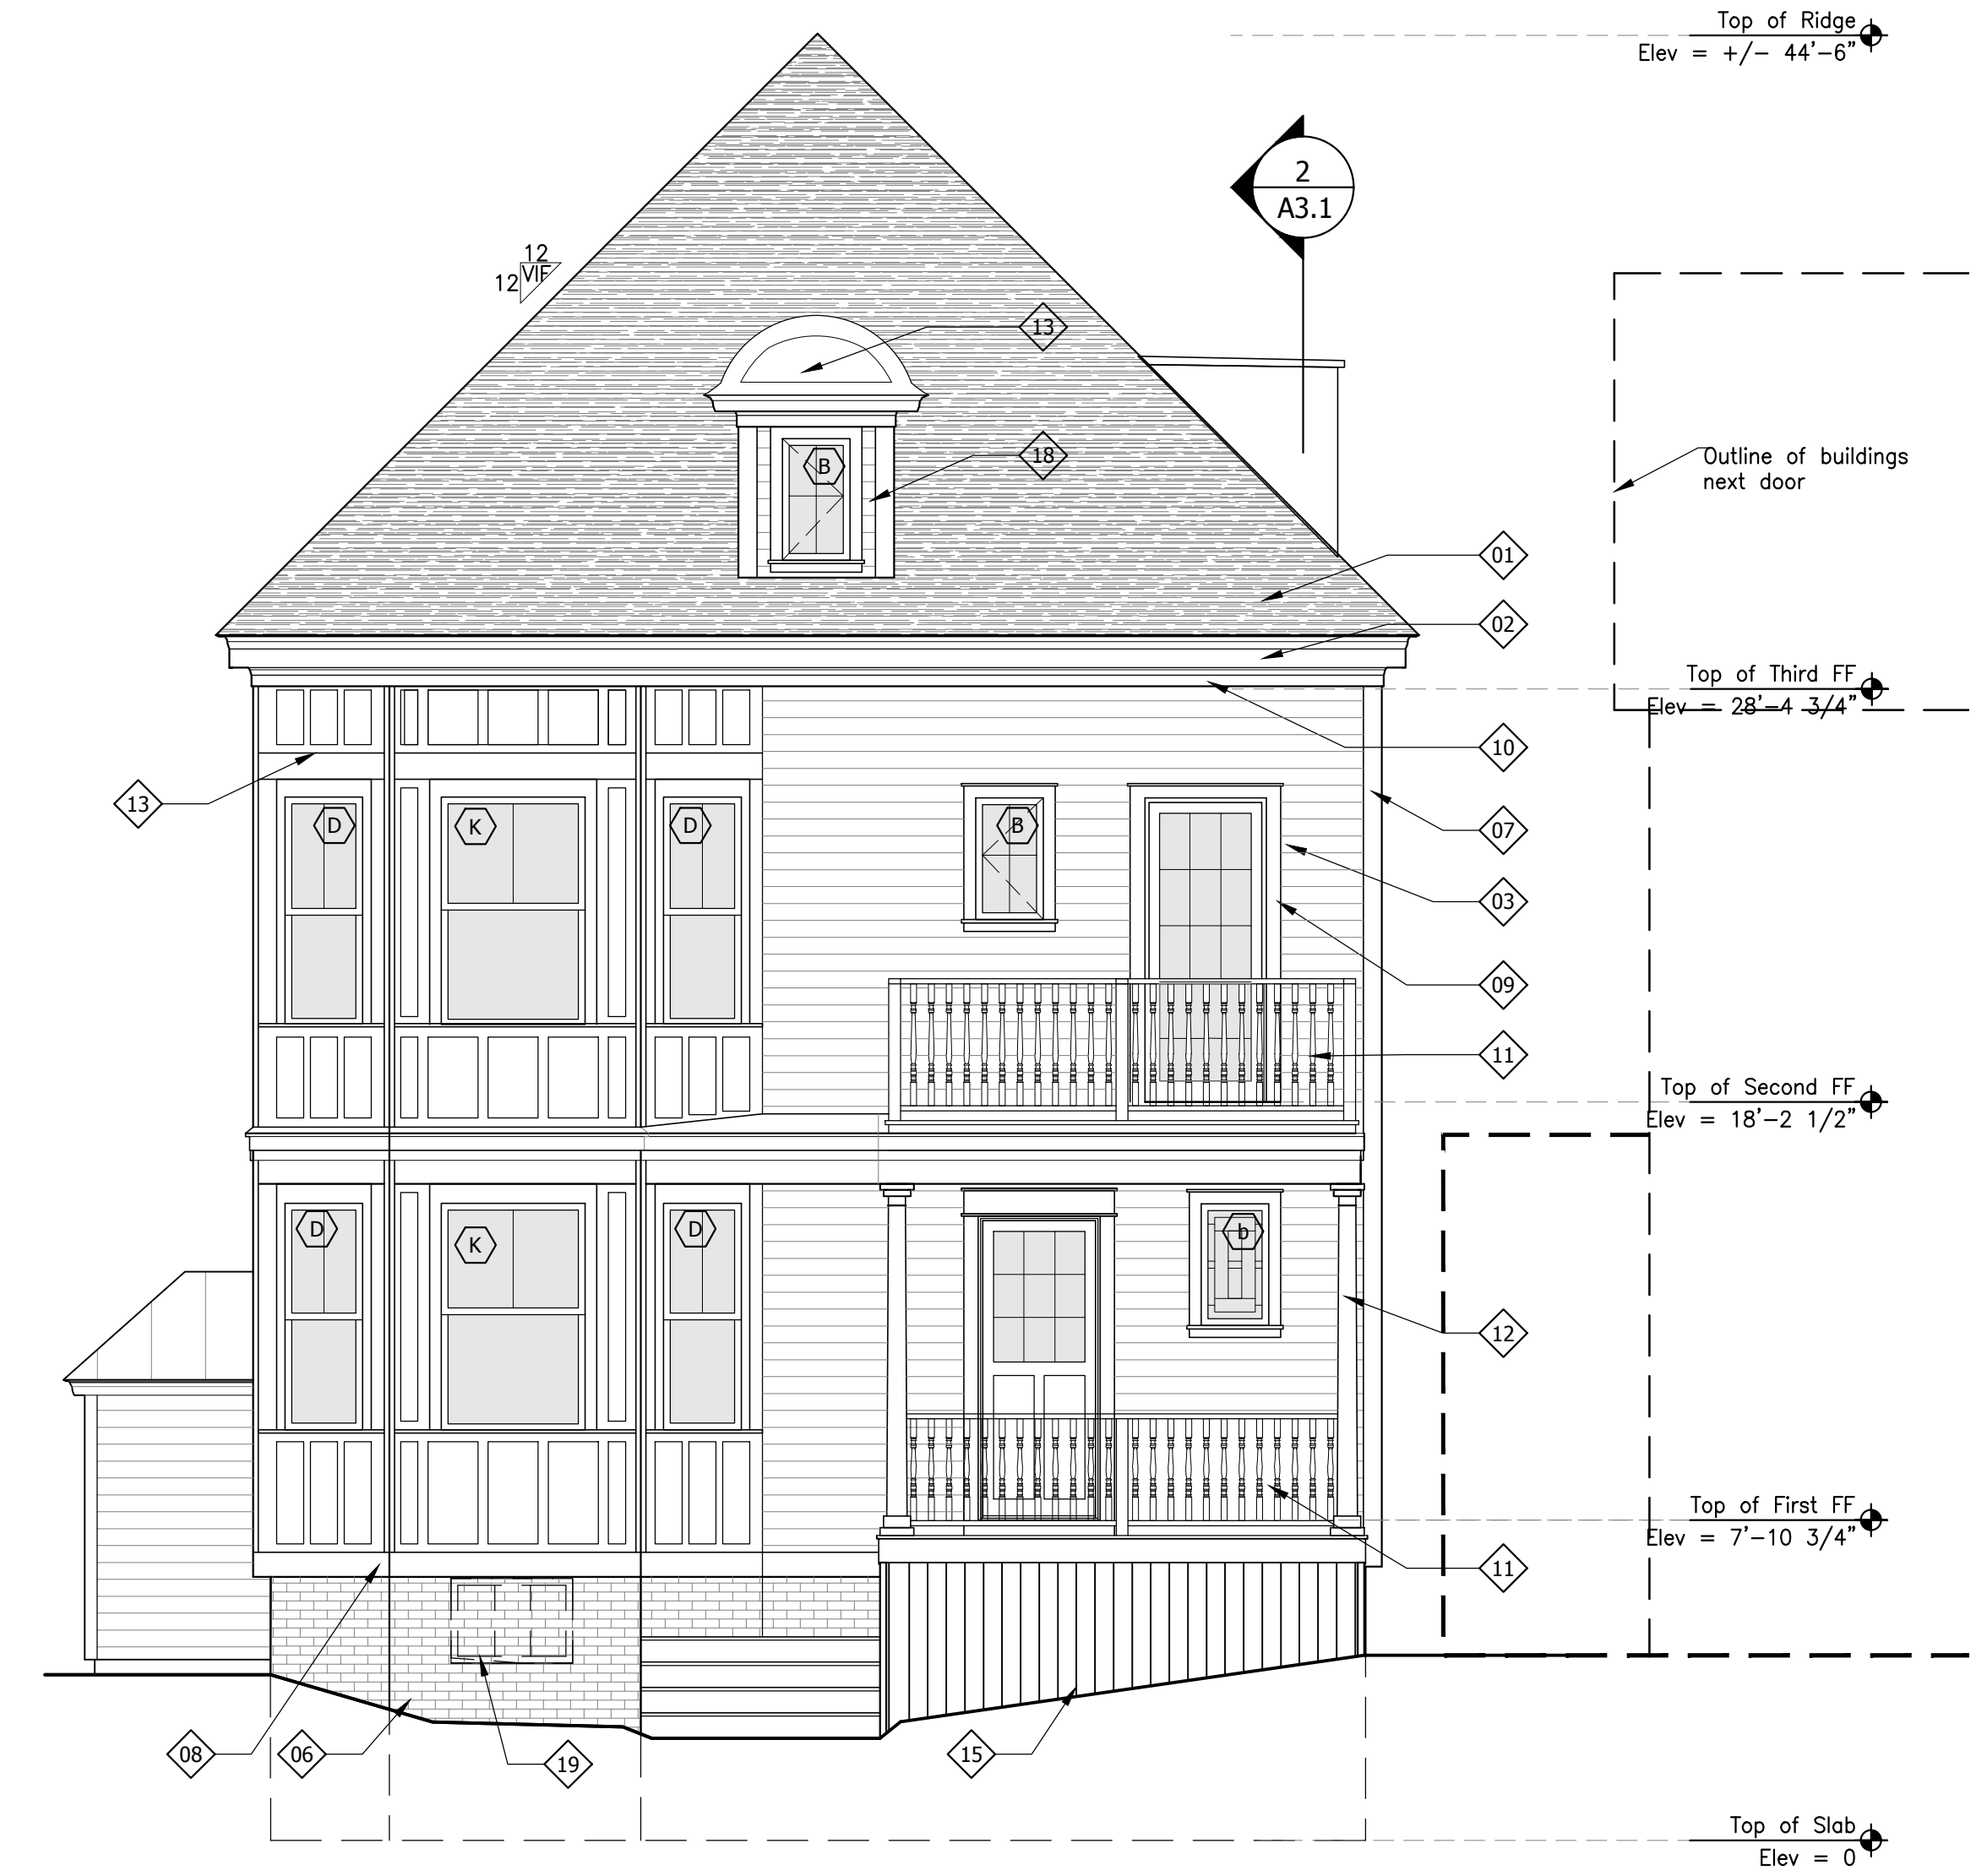 Top of Ridge
Elev = +/- 44'-6"
2
A3.1
12
12
VIF
13
18
B
Outline of buildings
next door
01
02
Top of Third FF
Elev = 28'-4 3/4"
10
13
D
K
D
B
07
03
09
11
Top of Second FF
Elev = 18'-2 1/2"
D
K
D
b
12
Top of First FF
Elev = 7'-10 3/4"
11
08
06
19
15
Top of Slab
Elev = 0